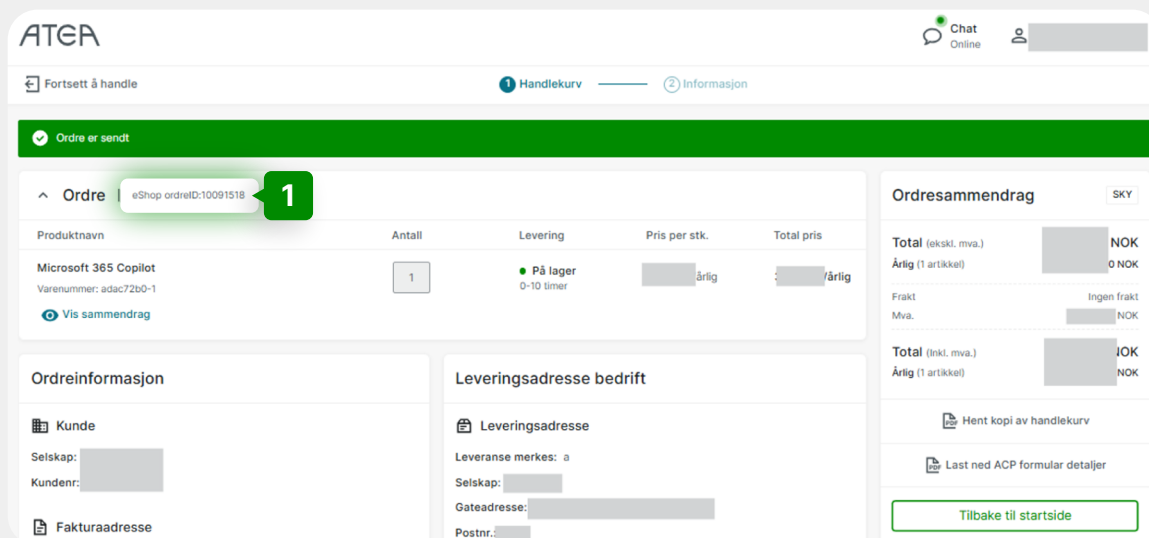 ATEA
Chat
Online
Fortsett å handle
1 Handlekurv
2 Informasjon
Ordre er sendt
Ordre
eShop ordreID:10091518
1
Produktnavn Antall Levering Pris per stk. Total pris
Microsoft 365 Copilot
Varenummer: adac72b0-1
1
På lager
0-10 timer
årlig
/årlig
Vis sammendrag
Ordresammendrag
SKY
Total (ekskl. mva.) NOK
Årlig (1 artikkel) 0 NOK
Frakt Ingen frakt
Mva. NOK
Total (Inkl. mva.) NOK
Årlig (1 artikkel) NOK
PDF Hent kopi av handlekurv
PDF Last ned ACP formular detaljer
Tilbake til startside
Ordreinformasjon
Kunde
Selskap:
Kundenr:
Fakturaadresse
Leveringsadresse bedrift
Leveringsadresse
Leveranse merkes: a
Selskap:
Gateadresse:
Postnr.: